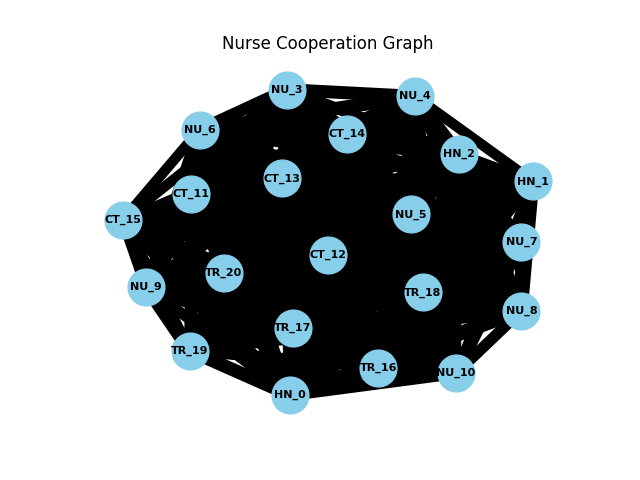 Nurse Cooperation Graph
NU_3
NU_4
NU_6
CT_14
HN_2
CT_13
HN_1
CT_11
NU_5
CT_15
NU_7
CT_12
TR_20
NU_9
TR_18
NU_8
TR_17
TR_19
TR_16
NU_10
HN_0